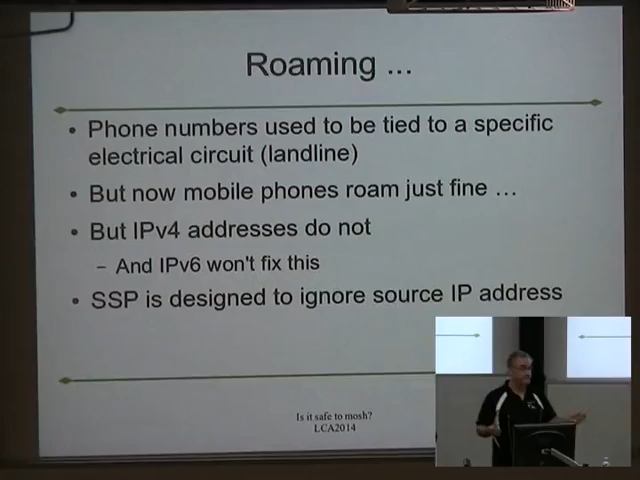 Roaming ...
• Phone numbers used to be tied to a specific
electrical circuit (landline)
• But now mobile phones roam just fine …
• But IPv4 addresses do not
– And IPv6 won't fix this
• SSP is designed to ignore source IP address
Is it safe to mosh?
LCA2014